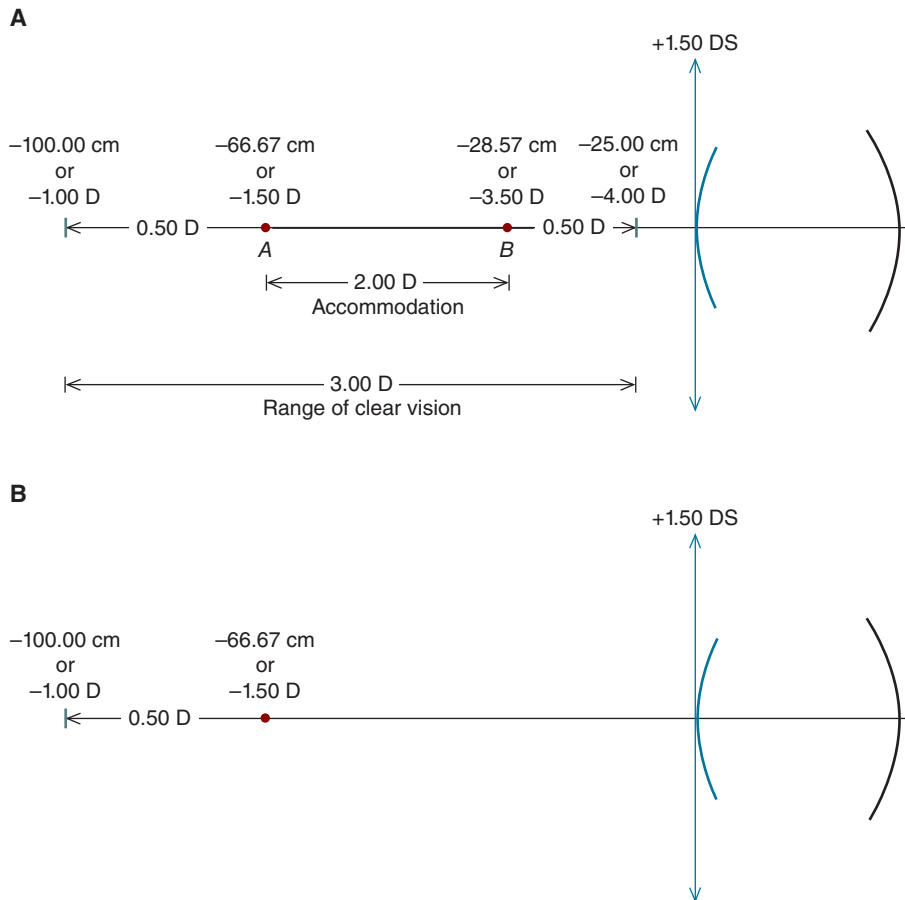 A
+1.50 DS
–100.00 cm
or
–1.00 D
–66.67 cm
or
–1.50 D
–28.57 cm
or
–3.50 D
–25.00 cm
or
–4.00 D
0.50 D
0.50 D
A
B
2.00 D
Accommodation
3.00 D
Range of clear vision
B
+1.50 DS
–100.00 cm
or
–1.00 D
–66.67 cm
or
–1.50 D
0.50 D